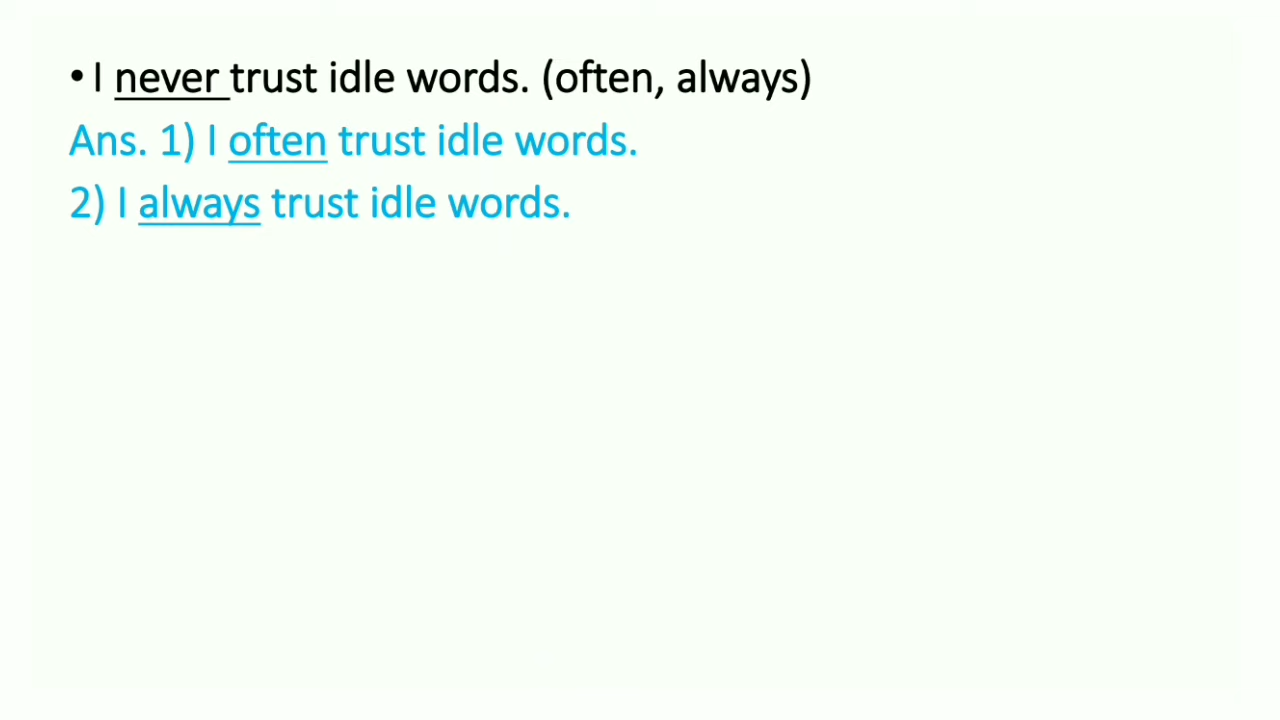 • I never trust idle words. (often, always)
Ans. 1) I often trust idle words.
2) I always trust idle words.